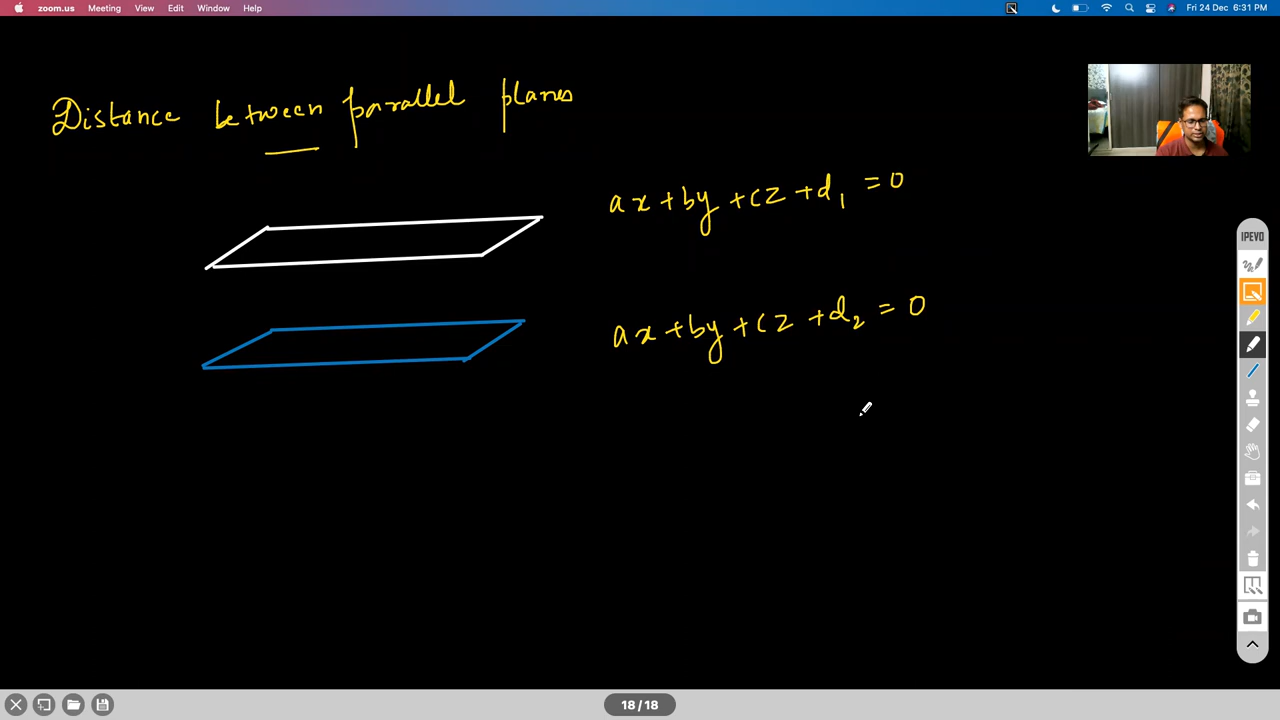 zoom.us Meeting View Edit Window Help Fri 24 Dec 6:31 PM
Distance between parallel planes
ax+by+cz+d₁=0
ax+by+cz+d₂=0
IPEVO
18/18